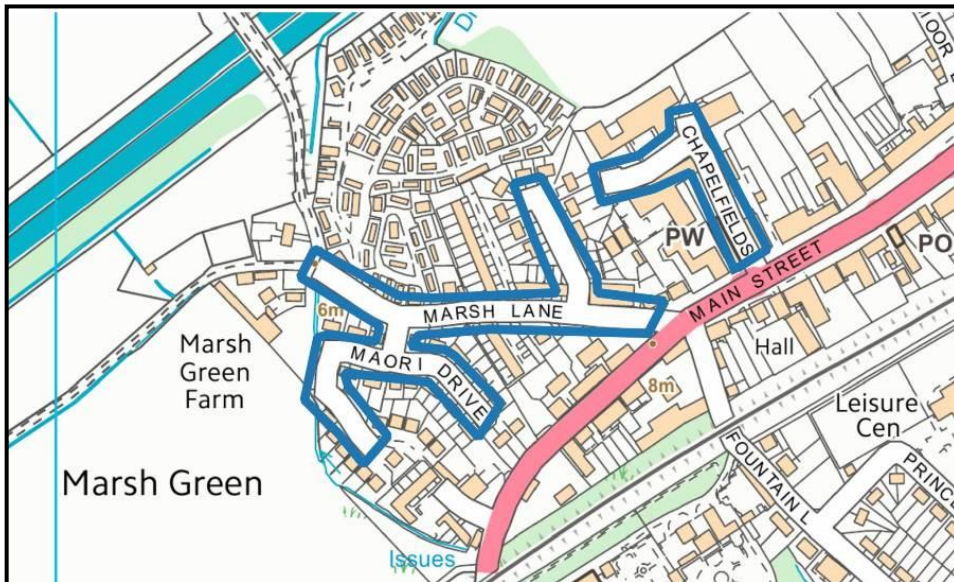 CHAPELFIELDS
PW
MAIN STREET
PO
MARSH LANE
6m
MAORI DRIVE
Marsh
Green
Farm
Hall
8m
Leisure
Cen
FOUNTAIN L
PRINC
Marsh Green
Issues